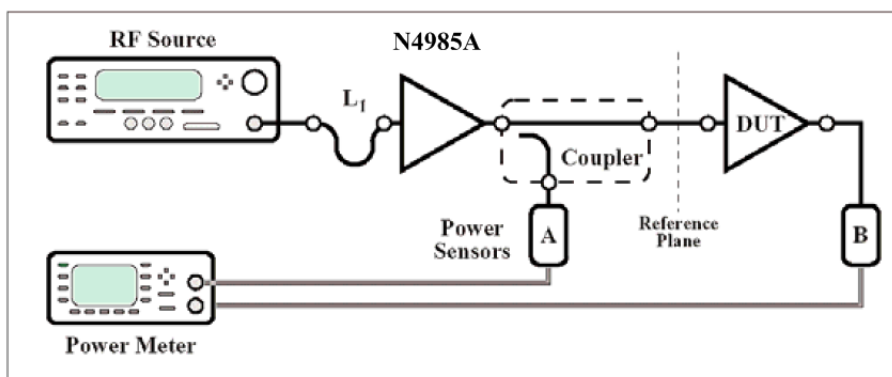 RF Source
N4985A
L1
Coupler
DUT
Power
Sensors
A
Reference
Plane
B
Power Meter